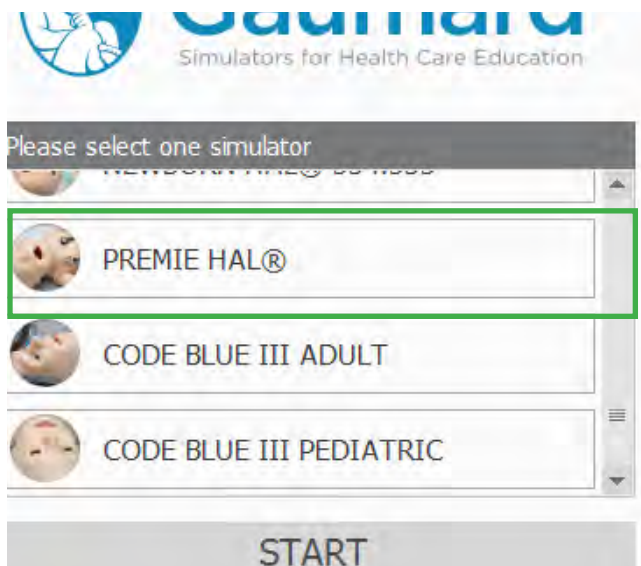 Gaumard
Simulators for Health Care Education
Please select one simulator
PREMIE HAL®
CODE BLUE III ADULT
CODE BLUE III PEDIATRIC
START